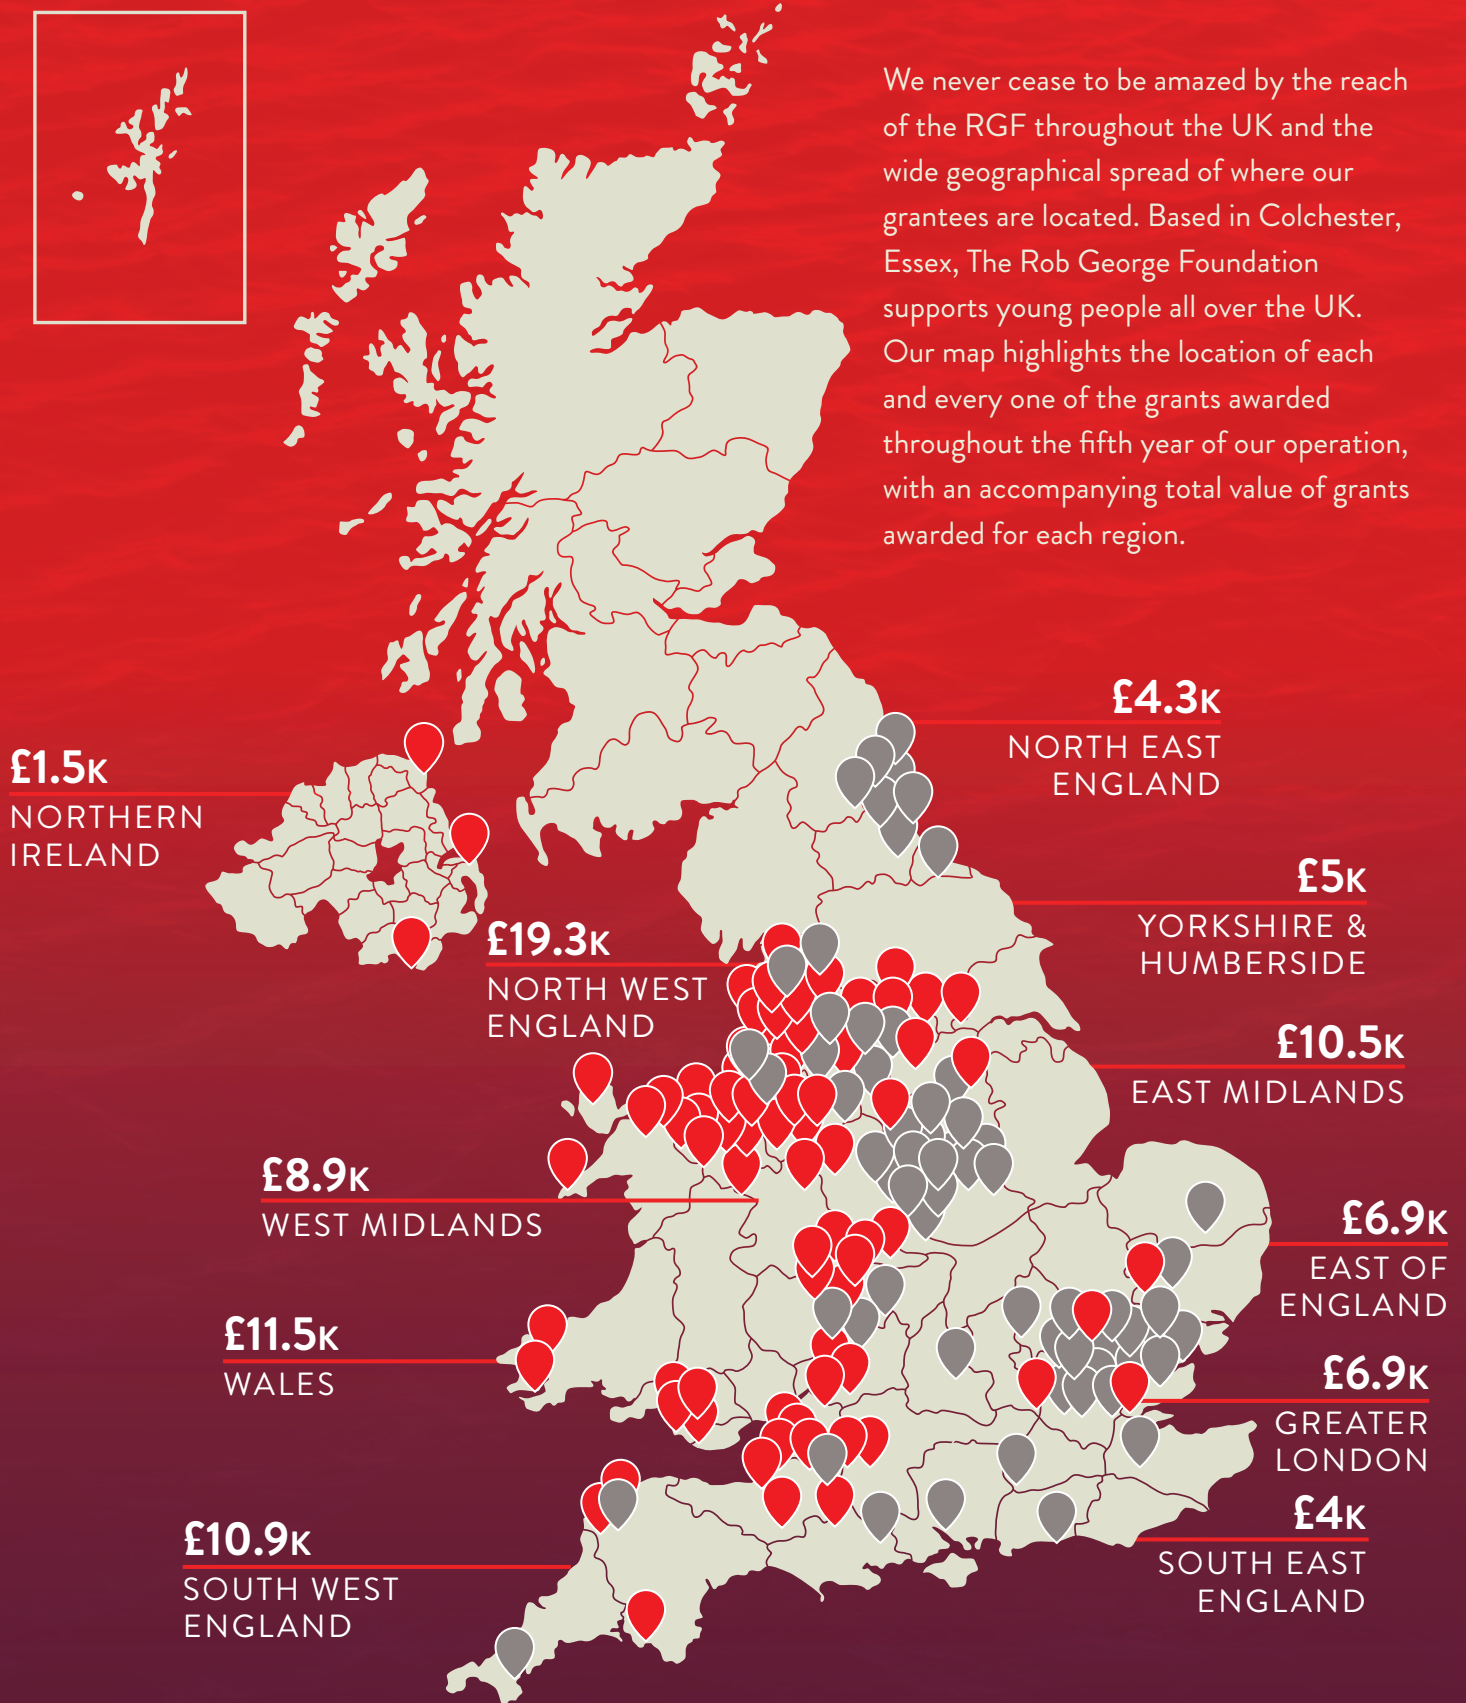 We never cease to be amazed by the reach
of the RGF throughout the UK and the
wide geographical spread of where our
grantees are located. Based in Colchester,
Essex, The Rob George Foundation
supports young people all over the UK.
Our map highlights the location of each
and every one of the grants awarded
throughout the fifth year of our operation,
with an accompanying total value of grants
awarded for each region.
£4.3K
NORTH EAST
ENGLAND
£1.5K
NORTHERN
IRELAND
£5K
YORKSHIRE &
HUMBERSIDE
£19.3K
NORTH WEST
ENGLAND
£10.5K
EAST MIDLANDS
£8.9K
WEST MIDLANDS
£6.9K
EAST OF
ENGLAND
£11.5K
WALES
£6.9K
GREATER
LONDON
£4K
SOUTH EAST
ENGLAND
£10.9K
SOUTH WEST
ENGLAND